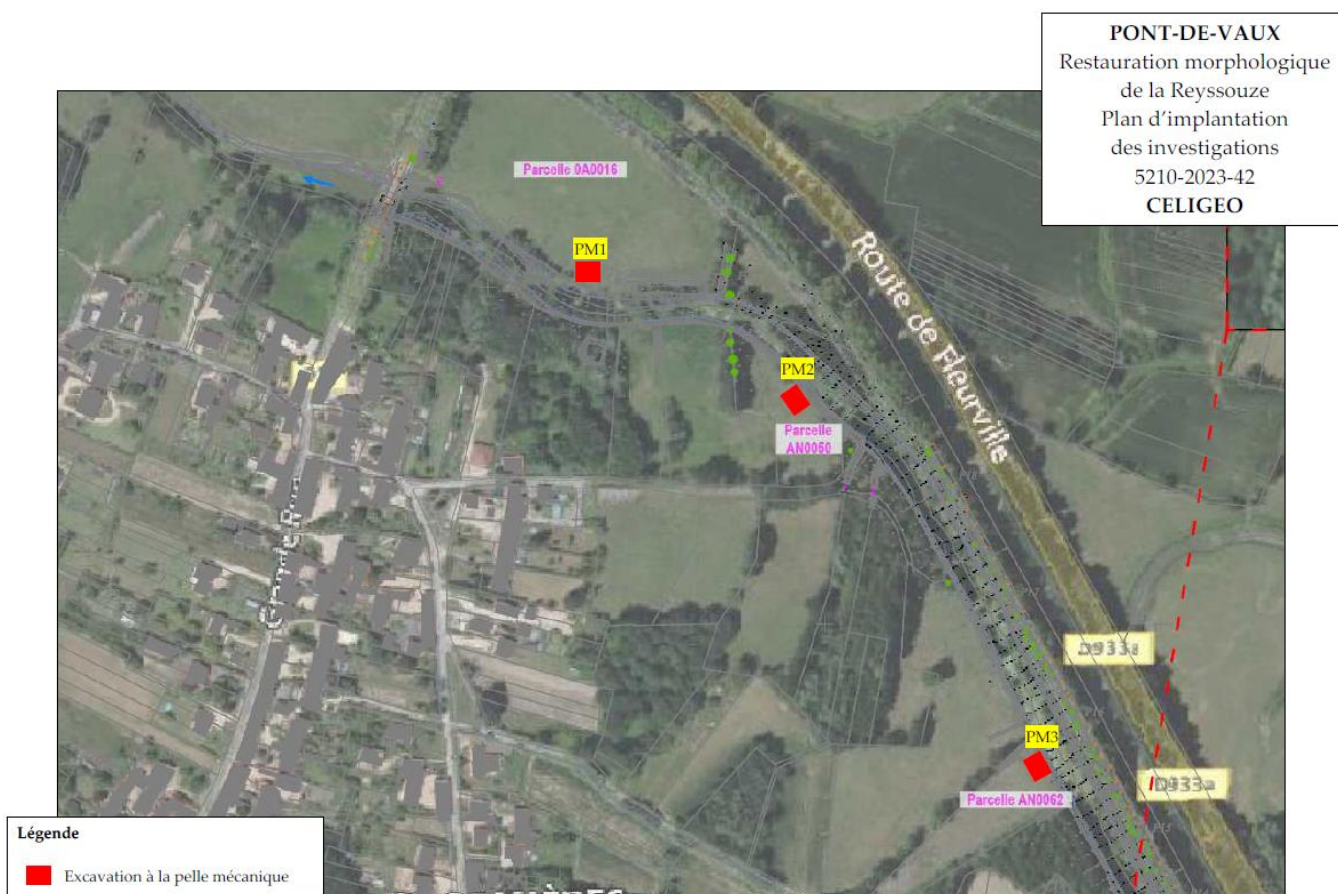 PONT-DE-VAUX
Restauration morphologique
de la Reyssouze
Plan d'implantation
des investigations
5210-2023-42
CELIGEO
Parcelle 0A0016
PM1
Route de Fleurville
PM2
Parcelle
AN0060
D933a
PM3
D933a
Parcelle AN0062
Légende
Excavation à la pelle mécanique